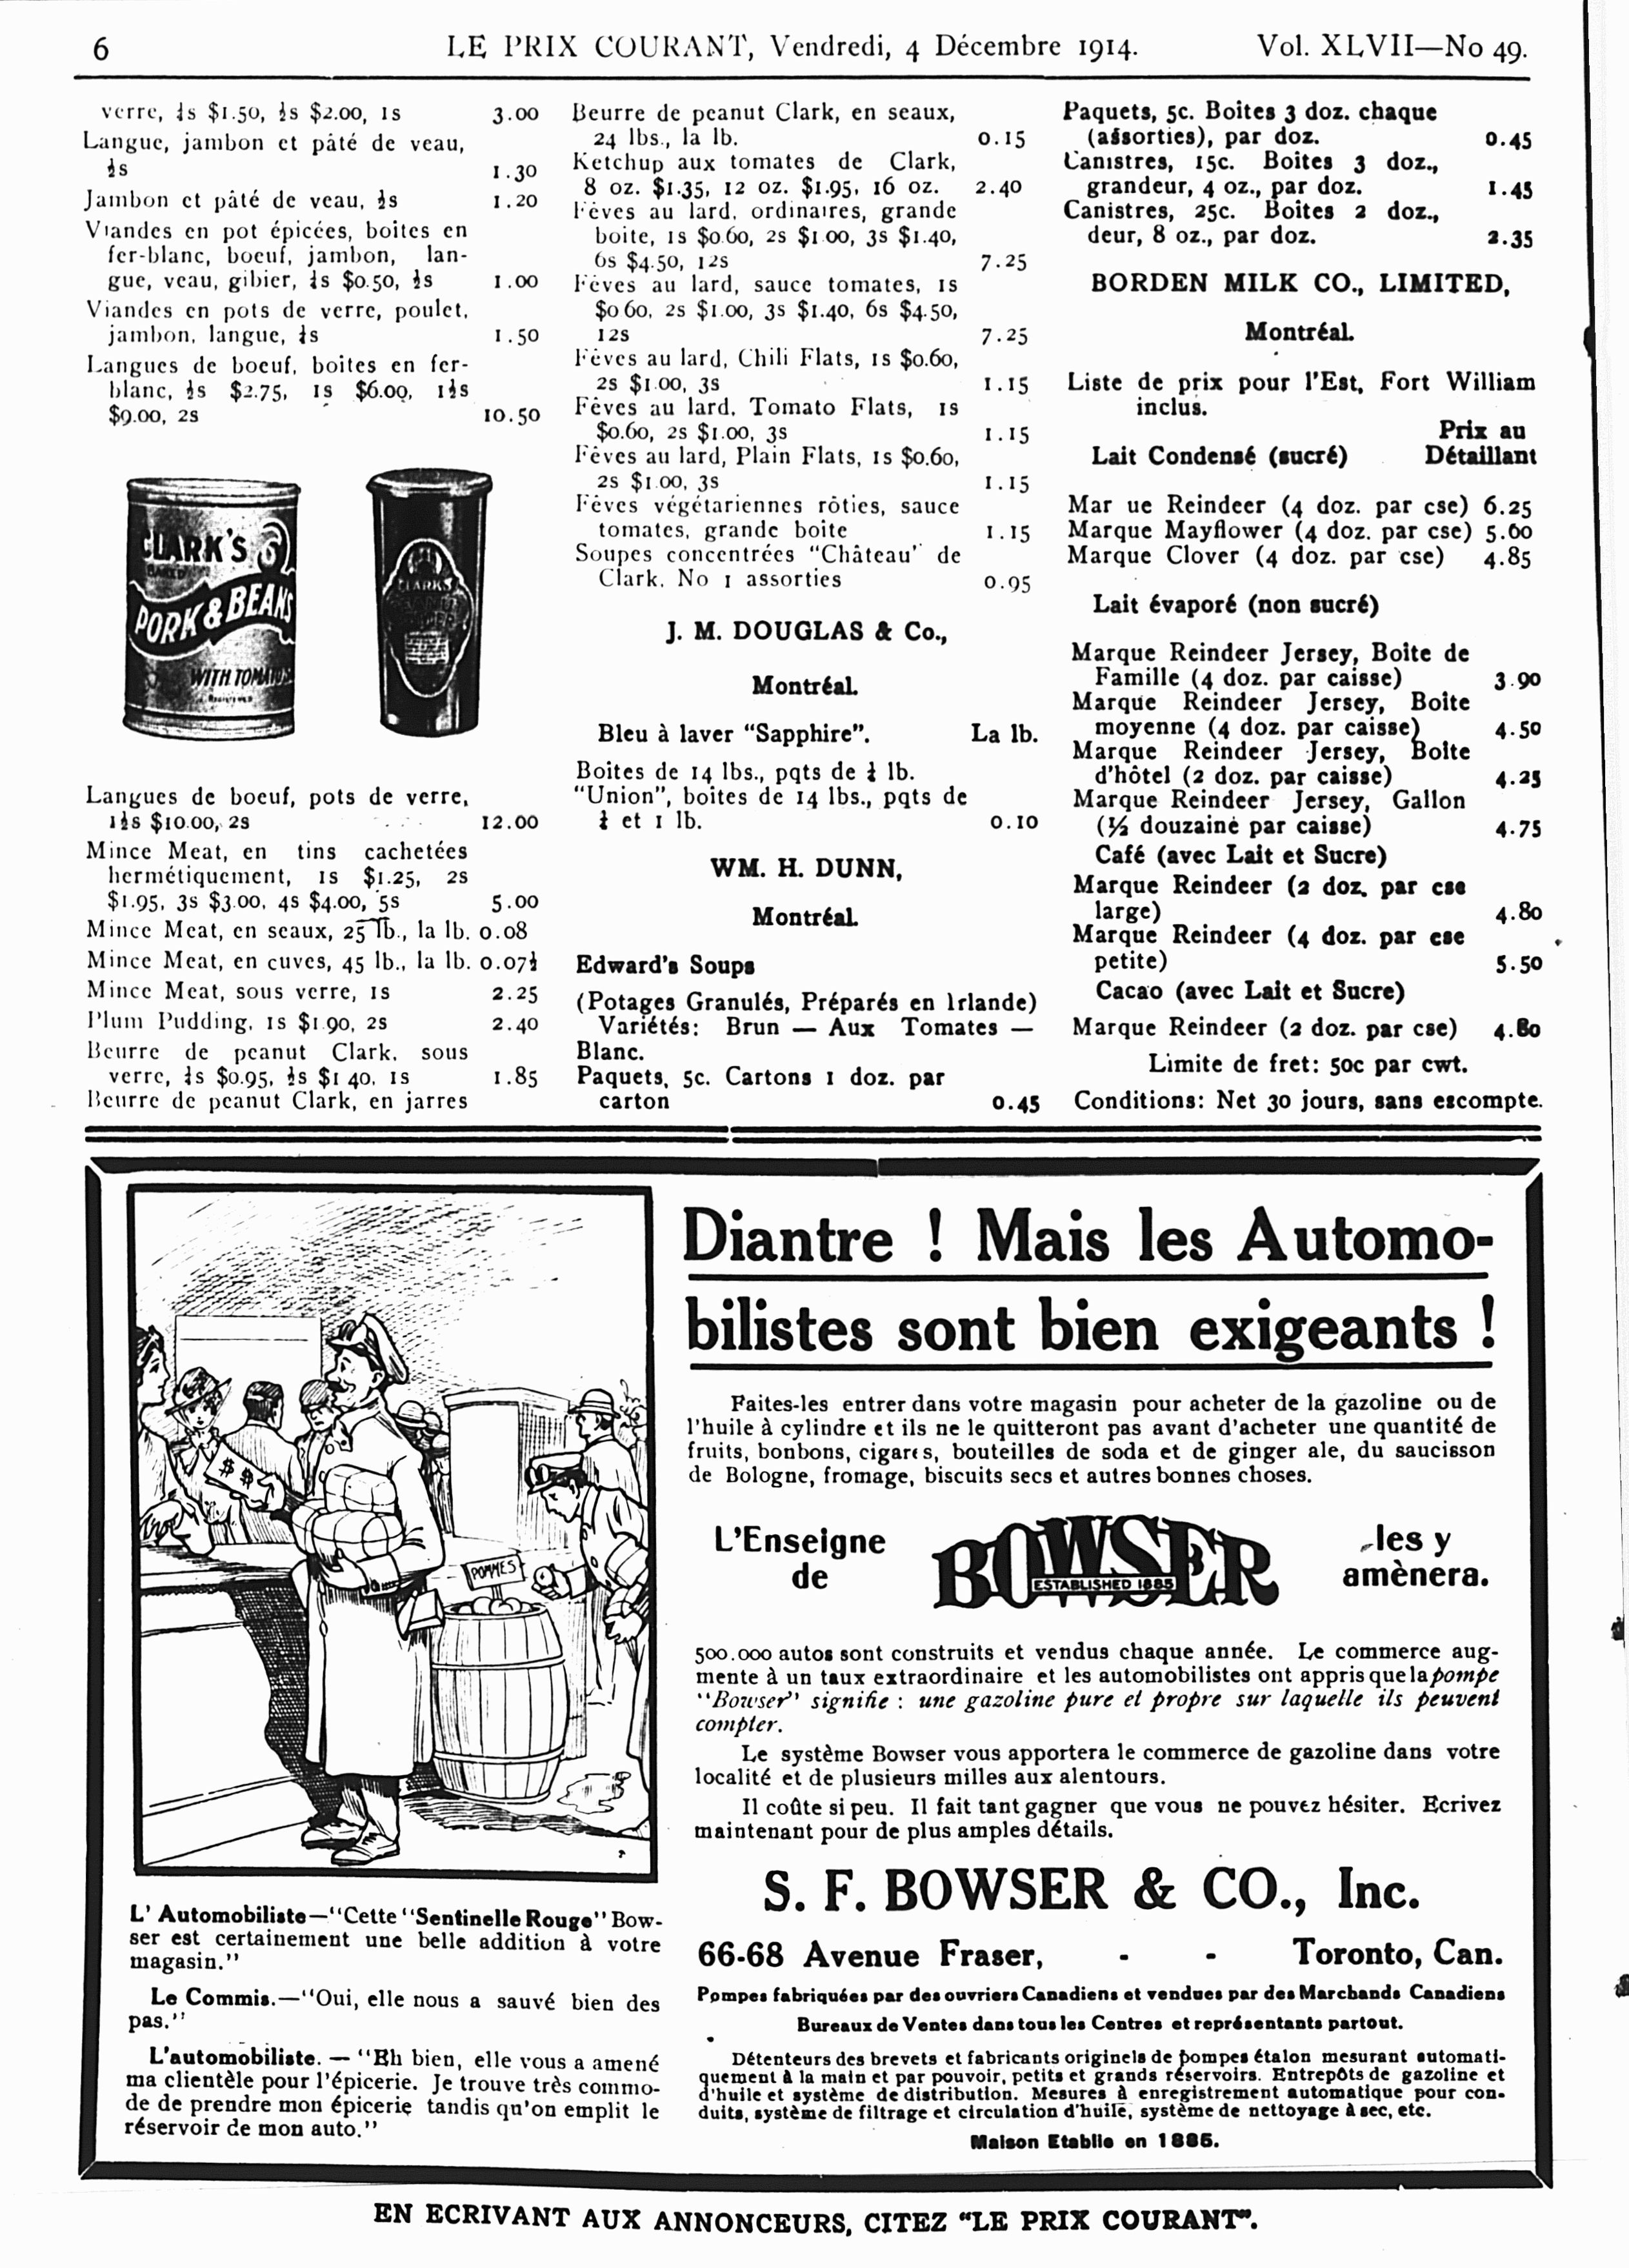 6
LE PRIX COURANT, Vendredi, 4 Décembre 1914.
Vol. XLVII—No 49.
verre, ¼s $1.50, ½s $2.00, 1s 3.00
Langue, jambon et pâté de veau,
½s 1.30
Jambon et pâté de veau, ½s 1.20
Viandes en pot épicées, boites en
fer-blanc, boeuf, jambon, lan-
gue, veau, gibier, ¼s $0.50, ½s 1.00
Viandes en pots de verre, poulet,
jambon, langue, ¼s 1.50
Langues de boeuf, boites en fer-
blanc, ½s $2.75, 1s $6.00, 1½s
$9.00, 2s 10.50
CLARK'S
PORK & BEANS
WITH TOMATO
CLARK'S
Langues de boeuf, pots de verre,
1½s $10.00, 2s 12.00
Mince Meat, en tins cachetées
hermétiquement, 1s $1.25, 2s
$1.95, 3s $3.00, 4s $4.00, 5s 5.00
Mince Meat, en seaux, 25 lb., la lb. 0.08
Mince Meat, en cuves, 45 lb., la lb. 0.07½
Mince Meat, sous verre, 1s 2.25
Plum Pudding, 1s $1.90, 2s 2.40
Beurre de peanut Clark, sous
verre, ¼s $0.95, ½s $1 40, 1s 1.85
Beurre de peanut Clark, en jarres
Beurre de peanut Clark, en seaux,
24 lbs., la lb. 0.15
Ketchup aux tomates de Clark,
8 oz. $1.35, 12 oz. $1.95, 16 oz. 2.40
Fèves au lard, ordinaires, grande
boite, 1s $0.60, 2s $1.00, 3s $1.40,
6s $4.50, 12s 7.25
Fèves au lard, sauce tomates, 1s
$0 60, 2s $1.00, 3s $1.40, 6s $4.50,
12s 7.25
Fèves au lard, Chili Flats, 1s $0.60,
2s $1.00, 3s 1.15
Fèves au lard, Tomato Flats, 1s
$0.60, 2s $1.00, 3s 1.15
Fèves au lard, Plain Flats, 1s $0.60,
2s $1.00, 3s 1.15
Fèves végétariennes rôties, sauce
tomates, grande boite 1.15
Soupes concentrées "Château" de
Clark, No 1 assorties 0.95
J. M. DOUGLAS & Co.,
Montréal.
Bleu à laver "Sapphire". La lb.
Boites de 14 lbs., pqts de ¼ lb.
"Union", boites de 14 lbs., pqts de
¼ et 1 lb. 0.10
WM. H. DUNN,
Montréal.
Edward's Soups
(Potages Granulés, Préparés en Irlande)
Variétés: Brun — Aux Tomates —
Blanc.
Paquets, 5c. Cartons 1 doz. par
carton 0.45
Paquets, 5c. Boites 3 doz. chaque
(assorties), par doz. 0.45
Canistres, 15c. Boites 3 doz.,
grandeur, 4 oz., par doz. 1.45
Canistres, 25c. Boites 2 doz.,
deur, 8 oz., par doz. 2.35
BORDEN MILK CO., LIMITED,
Montréal.
Liste de prix pour l'Est, Fort William
inclus.
Prix au
Lait Condensé (sucré) Détaillant
Mar ue Reindeer (4 doz. par cse) 6.25
Marque Mayflower (4 doz. par cse) 5.60
Marque Clover (4 doz. par cse) 4.85
Lait évaporé (non sucré)
Marque Reindeer Jersey, Boîte de
Famille (4 doz. par caisse) 3.90
Marque Reindeer Jersey, Boite
moyenne (4 doz. par caisse) 4.50
Marque Reindeer Jersey, Boîte
d'hôtel (2 doz. par caisse) 4.25
Marque Reindeer Jersey, Gallon
(½ douzaine par caisse) 4.75
Café (avec Lait et Sucre)
Marque Reindeer (2 doz. par cse
large) 4.80
Marque Reindeer (4 doz. par cse
petite) 5.50
Cacao (avec Lait et Sucre)
Marque Reindeer (2 doz. par cse) 4.80
Limite de fret: 50c par cwt.
Conditions: Net 30 jours, sans escompte.
$ $
POMMES
L' Automobiliste—"Cette "Sentinelle Rouge" Bow-
ser est certainement une belle addition à votre
magasin."
Le Commis.—"Oui, elle nous a sauvé bien des
pas."
L'automobiliste. — "Eh bien, elle vous a amené
ma clientèle pour l'épicerie. Je trouve très commo-
de de prendre mon épicerie tandis qu'on emplit le
réservoir de mon auto."
Diantre ! Mais les Automo-
bilistes sont bien exigeants !
Faites-les entrer dans votre magasin pour acheter de la gazoline ou de
l'huile à cylindre et ils ne le quitteront pas avant d'acheter une quantité de
fruits, bonbons, cigares, bouteilles de soda et de ginger ale, du saucisson
de Bologne, fromage, biscuits secs et autres bonnes choses.
L'Enseigne
de
BOWSER
ESTABLISHED 1885
les y
amènera.
500.000 autos sont construits et vendus chaque année. Le commerce aug-
mente à un taux extraordinaire et les automobilistes ont appris que la pompe
"Bowser" signifie : une gazoline pure et propre sur laquelle ils peuvent
compter.
Le système Bowser vous apportera le commerce de gazoline dans votre
localité et de plusieurs milles aux alentours.
Il coûte si peu. Il fait tant gagner que vous ne pouvez hésiter. Ecrivez
maintenant pour de plus amples détails.
S. F. BOWSER & CO., Inc.
66-68 Avenue Fraser, - - Toronto, Can.
Pompes fabriquées par des ouvriers Canadiens et vendues par des Marchands Canadiens
Bureaux de Ventes dans tous les Centres et représentants partout.
Détenteurs des brevets et fabricants originels de pompes étalon mesurant automati-
quement à la main et par pouvoir, petits et grands réservoirs. Entrepôts de gazoline et
d'huile et système de distribution. Mesures à enregistrement automatique pour con-
duits, système de filtrage et circulation d'huile, système de nettoyage à sec, etc.
Maison Etablie en 1885.
EN ECRIVANT AUX ANNONCEURS, CITEZ "LE PRIX COURANT".